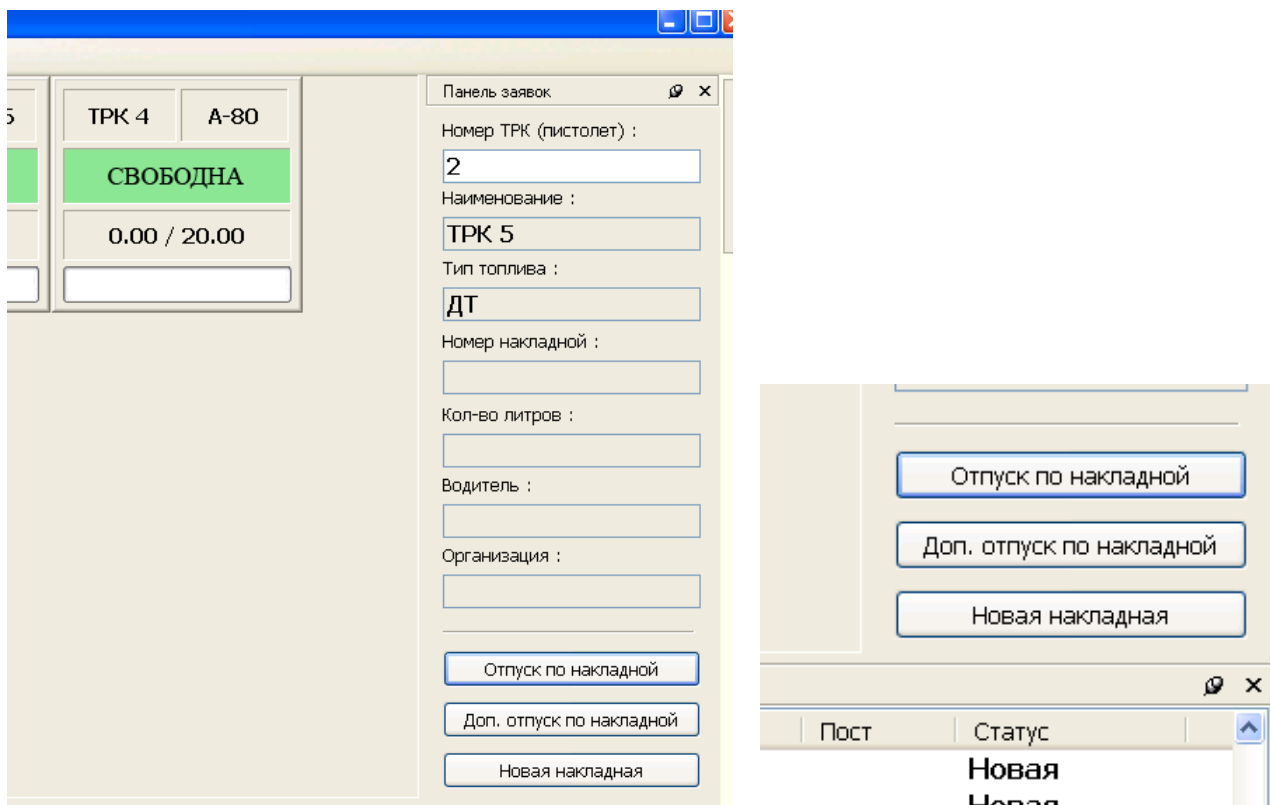 5
ТРК 4 А-80
СВОБОДНА
0.00 / 20.00
Панель заявок
Номер ТРК (пистолет) :
2
Наименование :
ТРК 5
Тип топлива :
ДТ
Номер накладной :
Кол-во литров :
Водитель :
Организация :
Отпуск по накладной
Доп. отпуск по накладной
Новая накладная
Отпуск по накладной
Доп. отпуск по накладной
Новая накладная
Пост Статус
Новая
Новая